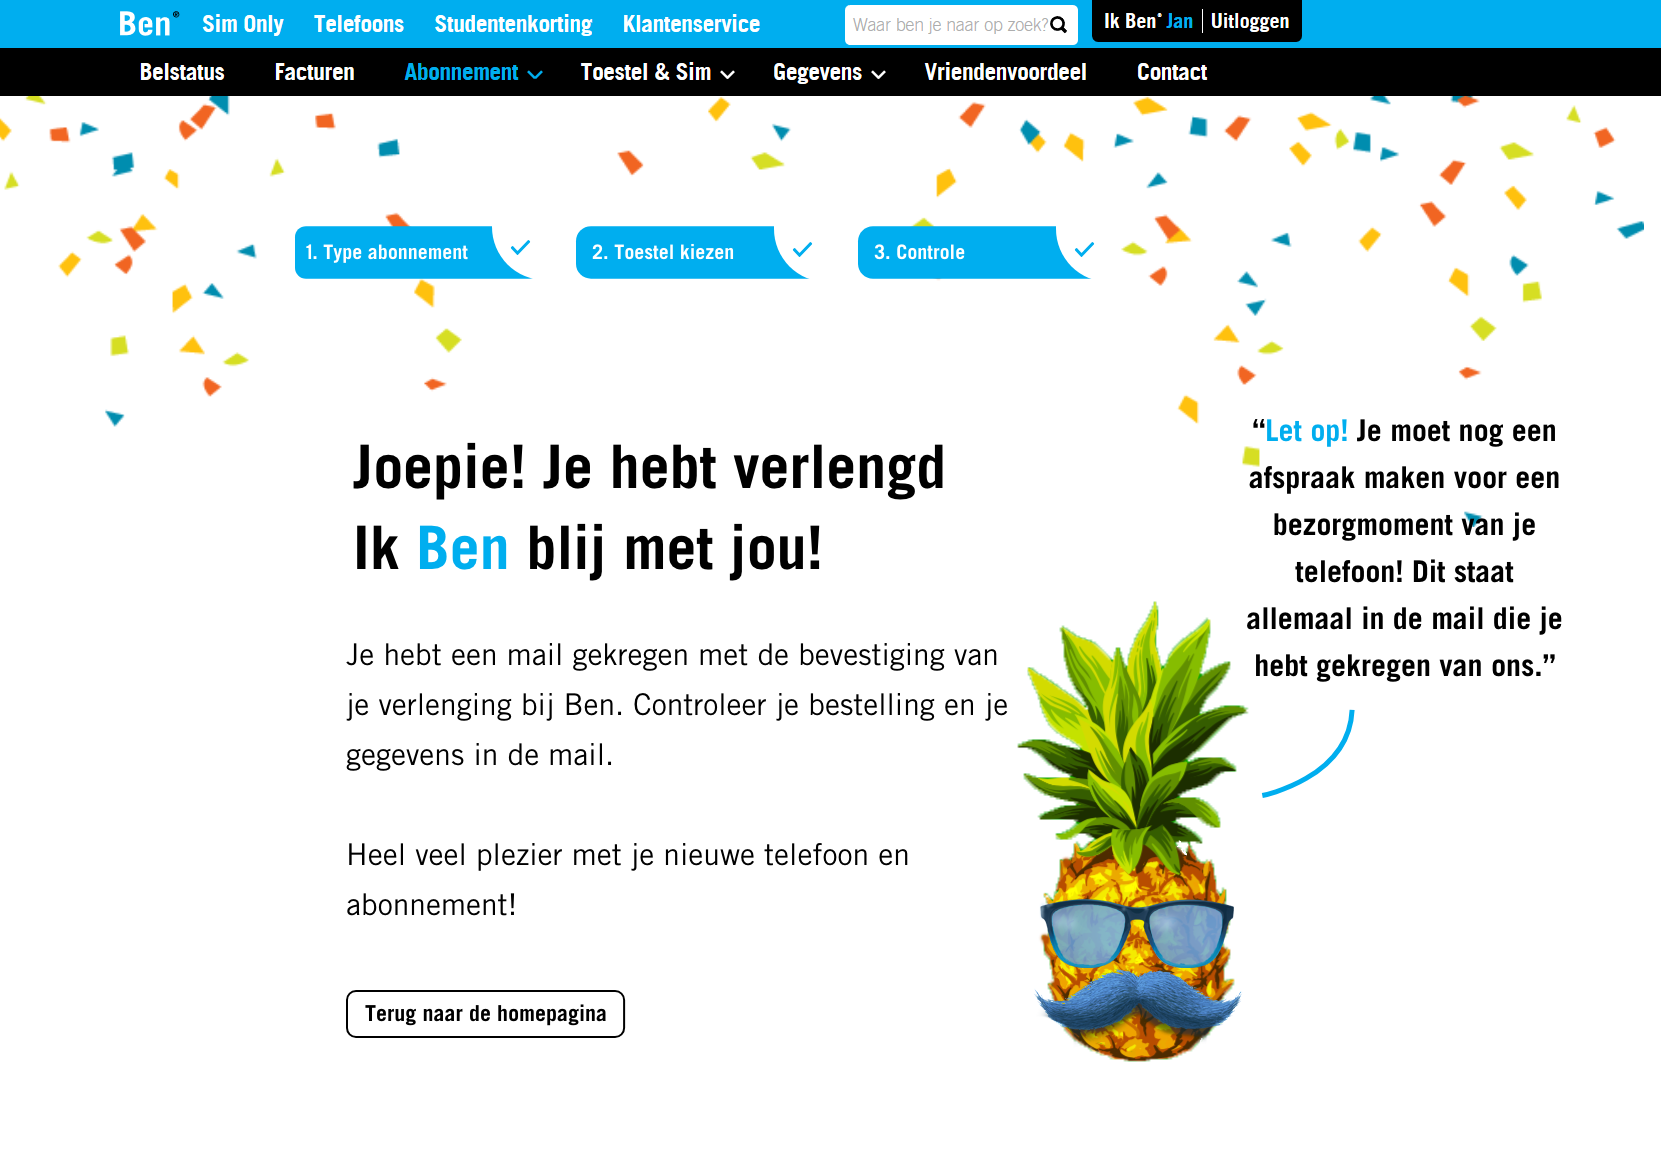 Ben® Sim Only Telefoons Studentenkorting Klantenservice Waar ben je naar op zoek? Ik Ben® Jan Uitloggen
Belstatus Facturen Abonnement Toestel & Sim Gegevens Vriendenvoordeel Contact
1. Type abonnement 2. Toestel kiezen 3. Controle
Joepie! Je hebt verlengd
Ik Ben blij met jou!
Je hebt een mail gekregen met de bevestiging van
je verlenging bij Ben. Controleer je bestelling en je
gegevens in de mail.
Heel veel plezier met je nieuwe telefoon en
abonnement!
Terug naar de homepagina
“Let op! Je moet nog een
afspraak maken voor een
bezorgmoment van je
telefoon! Dit staat
allemaal in de mail die je
hebt gekregen van ons.”